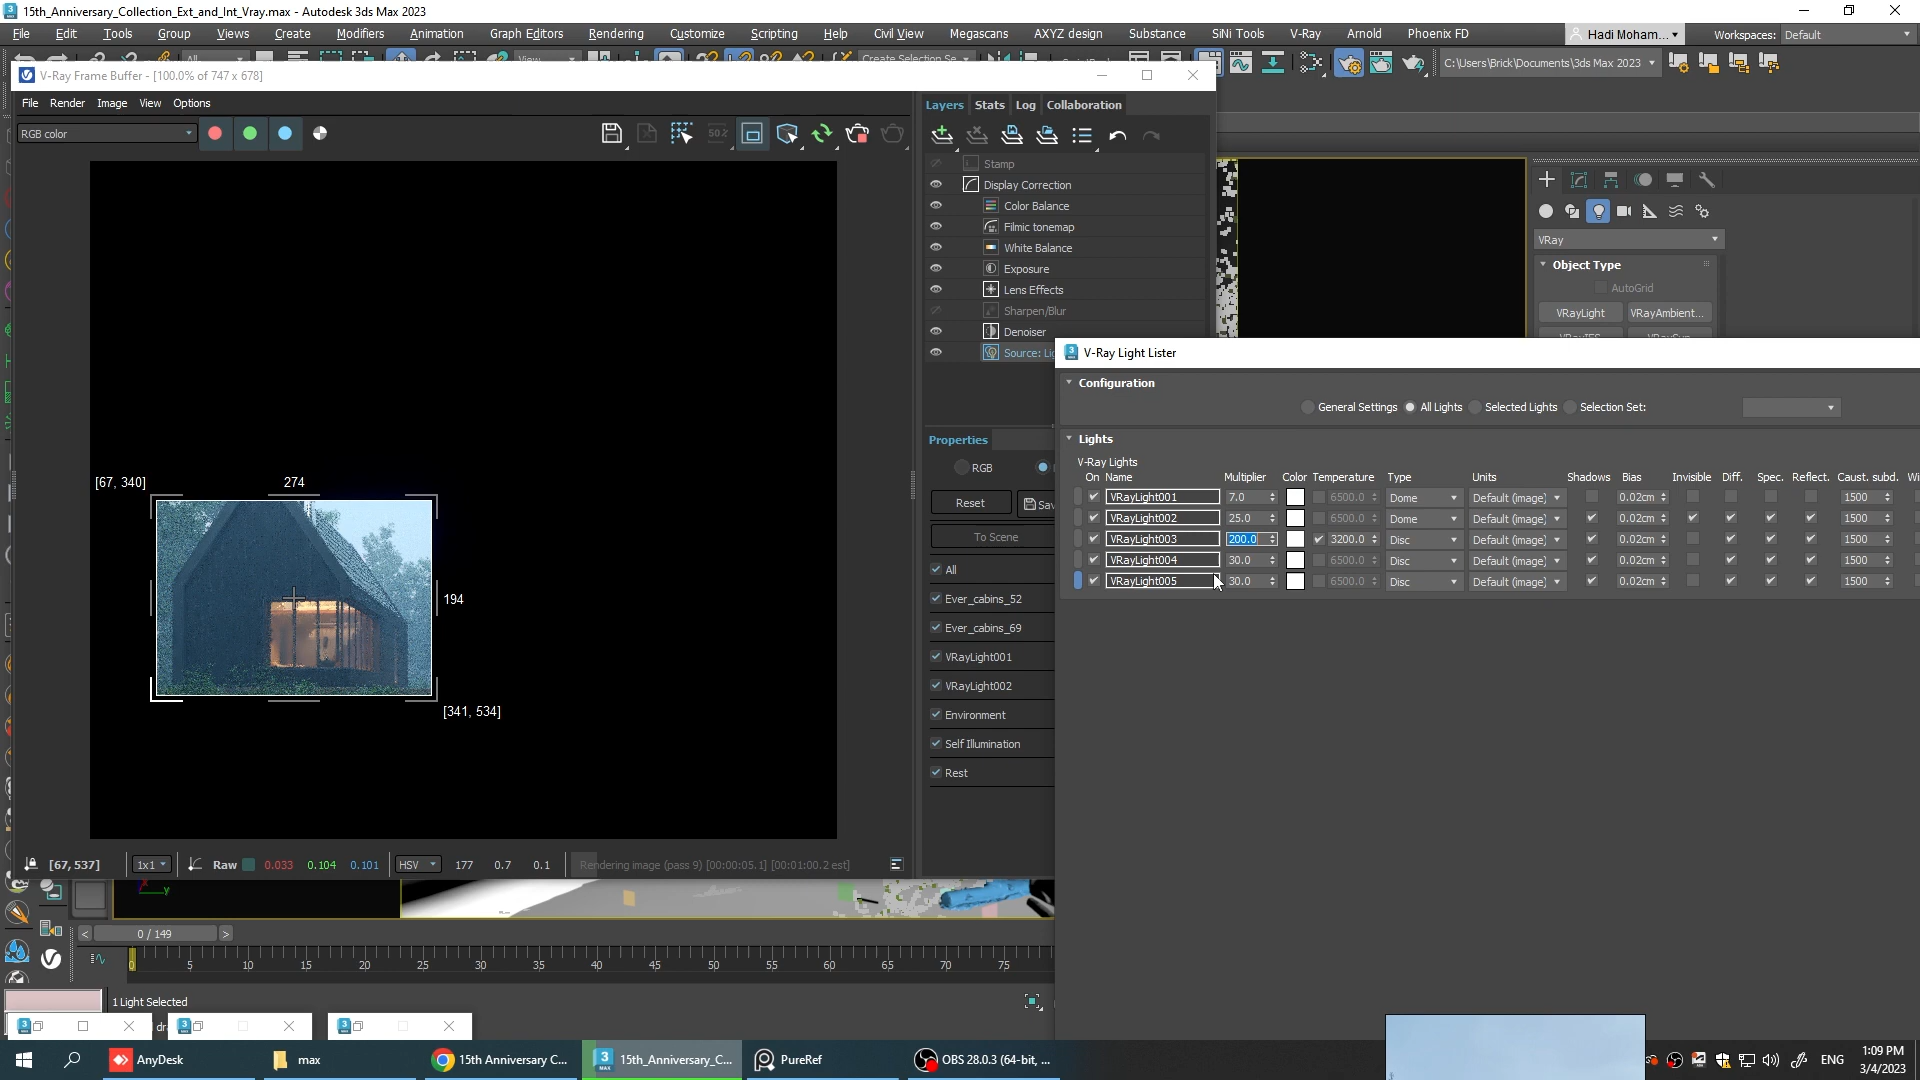 15th_Anniversary_Collection_Ext_and_Int_Vray.max - Autodesk 3ds Max 2023
File Edit Tools Group Views Create Modifiers Animation Graph Editors Rendering Customize Scripting Help Civil View Megascans AXYZ design Substance SiNi Tools V-Ray Arnold Phoenix FD
Hadi Moham...
Workspaces: Default
C:\Users\Brick\Documents\3ds Max 2023
V-Ray Frame Buffer - [100.0% of 747 x 678]
File Render Image View Options
Layers Stats Log Collaboration
RGB color
Stamp
Display Correction
Color Balance
Filmic tonemap
White Balance
Exposure
Lens Effects
Sharpen/Blur
Denoiser
Source: Li
VRay
Object Type
AutoGrid
VRayLight VRayAmbient...
V-Ray Light Lister
Configuration
General Settings All Lights Selected Lights Selection Set:
Lights
V-Ray Lights
On Name Multiplier Color Temperature Type Units Shadows Bias Invisible Diff. Spec. Reflect. Caust. subd.
VRayLight001 7.0 6500.0 Dome Default (image) 0.02cm 1500
VRayLight002 25.0 6500.0 Dome Default (image) 0.02cm 1500
VRayLight003 200.0 3200.0 Disc Default (image) 0.02cm 1500
VRayLight004 30.0 6500.0 Disc Default (image) 0.02cm 1500
VRayLight005 30.0 6500.0 Disc Default (image) 0.02cm 1500
Properties
RGB
Reset Sav
To Scene
All
Ever_cabins_52
Ever_cabins_69
VRayLight001
VRayLight002
Environment
Self Illumination
Rest
[67, 340]
274
194
[341, 534]
[67,537] 1x1 Raw 0.033 0.104 0.101 HSV 177 0.7 0.1 Rendering image (pass 9) [00:00:05.1] [00:01:00.2 est]
y
< 0 / 149 >
0 5 10 15 20 25 30 35 40 45 50 55 60 65 70 75
1 Light Selected
AnyDesk
max
15th Anniversary C...
15th_Anniversary_C...
PureRef
OBS 28.0.3 (64-bit, ...
ENG
1:09 PM
3/4/2023